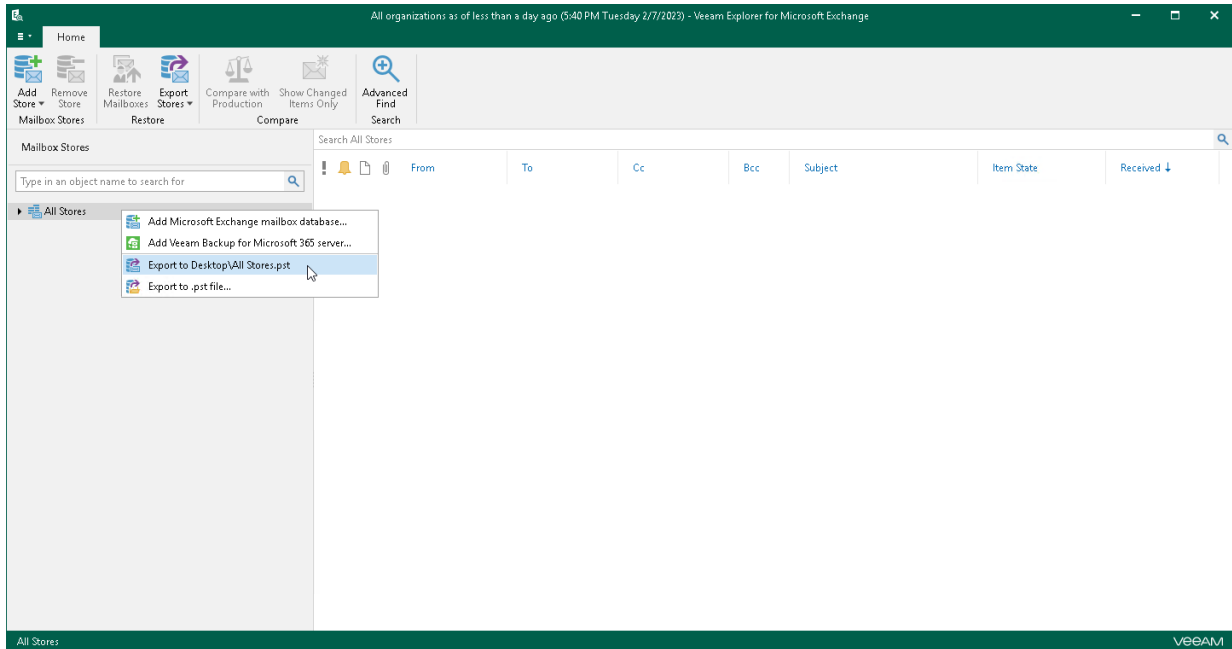 All organizations as of less than a day ago (5:40 PM Tuesday 2/7/2023) - Veeam Explorer for Microsoft Exchange
Home
Add Store
Remove Store
Restore Mailboxes
Export Stores
Compare with Production
Show Changed Items Only
Advanced Find
Mailbox Stores
Restore
Compare
Search
Mailbox Stores
Search All Stores
Type in an object name to search for
From To Cc Bcc Subject Item State Received
All Stores
Add Microsoft Exchange mailbox database...
Add Veeam Backup for Microsoft 365 server...
Export to Desktop\All Stores.pst
Export to .pst file...
All Stores
VEEAM